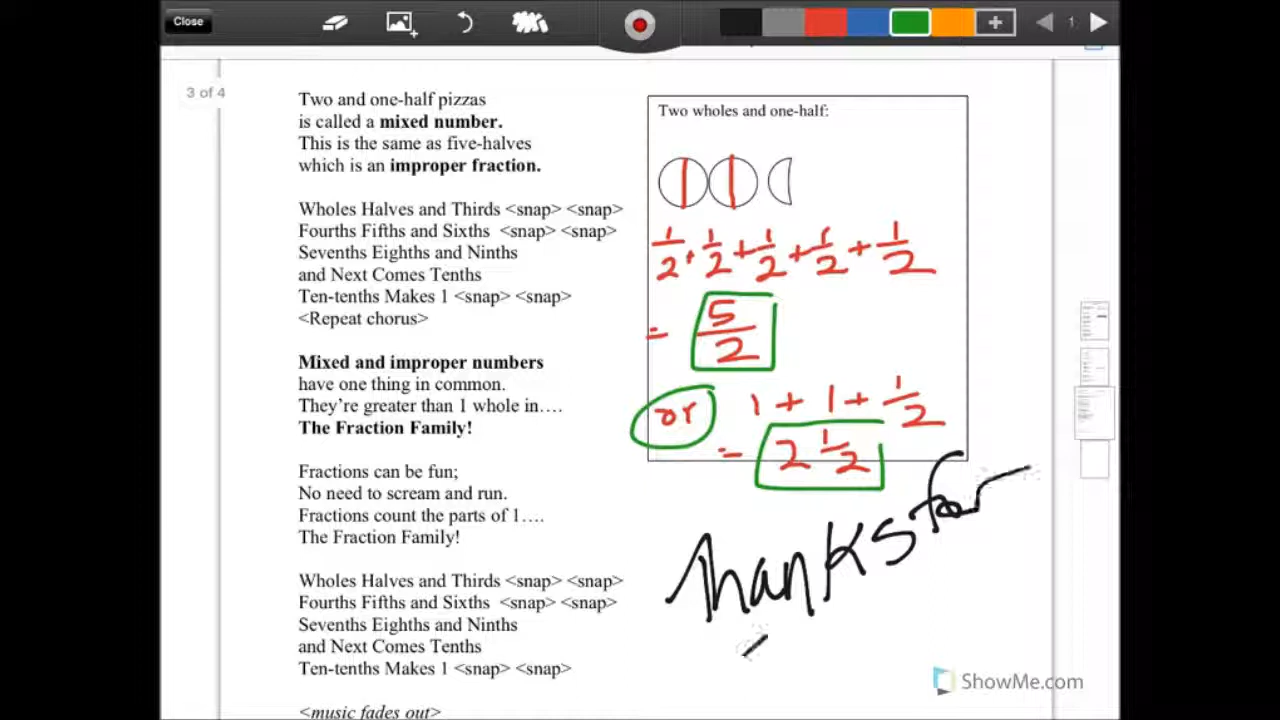 Close
1
3 of 4
Two and one-half pizzas
is called a mixed number.
This is the same as five-halves
which is an improper fraction.
Wholes Halves and Thirds <snap> <snap>
Fourths Fifths and Sixths <snap> <snap>
Sevenths Eighths and Ninths
and Next Comes Tenths
Ten-tenths Makes 1 <snap> <snap>
<Repeat chorus>
Mixed and improper numbers
have one thing in common.
They're greater than 1 whole in….
The Fraction Family!
Fractions can be fun;
No need to scream and run.
Fractions count the parts of 1….
The Fraction Family!
Wholes Halves and Thirds <snap> <snap>
Fourths Fifths and Sixths <snap> <snap>
Sevenths Eighths and Ninths
and Next Comes Tenths
Ten-tenths Makes 1 <snap> <snap>
<music fades out>
Two wholes and one-half:
1/2 + 1/2 + 1/2 + 1/2 + 1/2
= 5/2
or 1 + 1 + 1/2
= 2 1/2
Thanks for
ShowMe.com